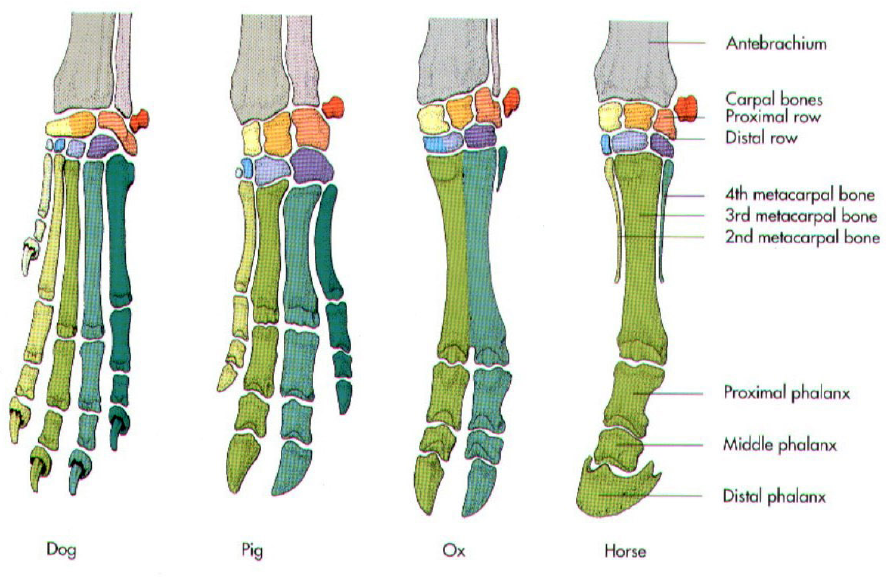 Antebrachium
Carpal bones
Proximal row
Distal row
4th metacarpal bone
3rd metacarpal bone
2nd metacarpal bone
Proximal phalanx
Middle phalanx
Distal phalanx
Dog
Pig
Ox
Horse